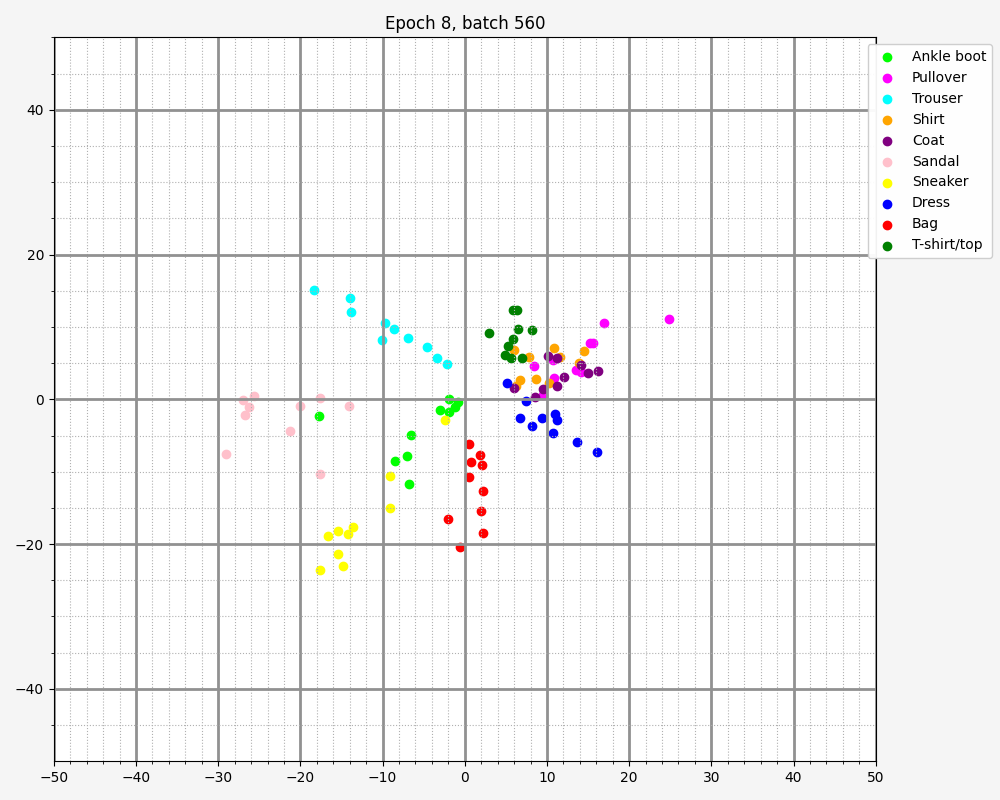 Epoch 8, batch 560
40
20
0
−20
−40
−50
−40
−30
−20
−10
0
10
20
30
40
50
Ankle boot
Pullover
Trouser
Shirt
Coat
Sandal
Sneaker
Dress
Bag
T-shirt/top